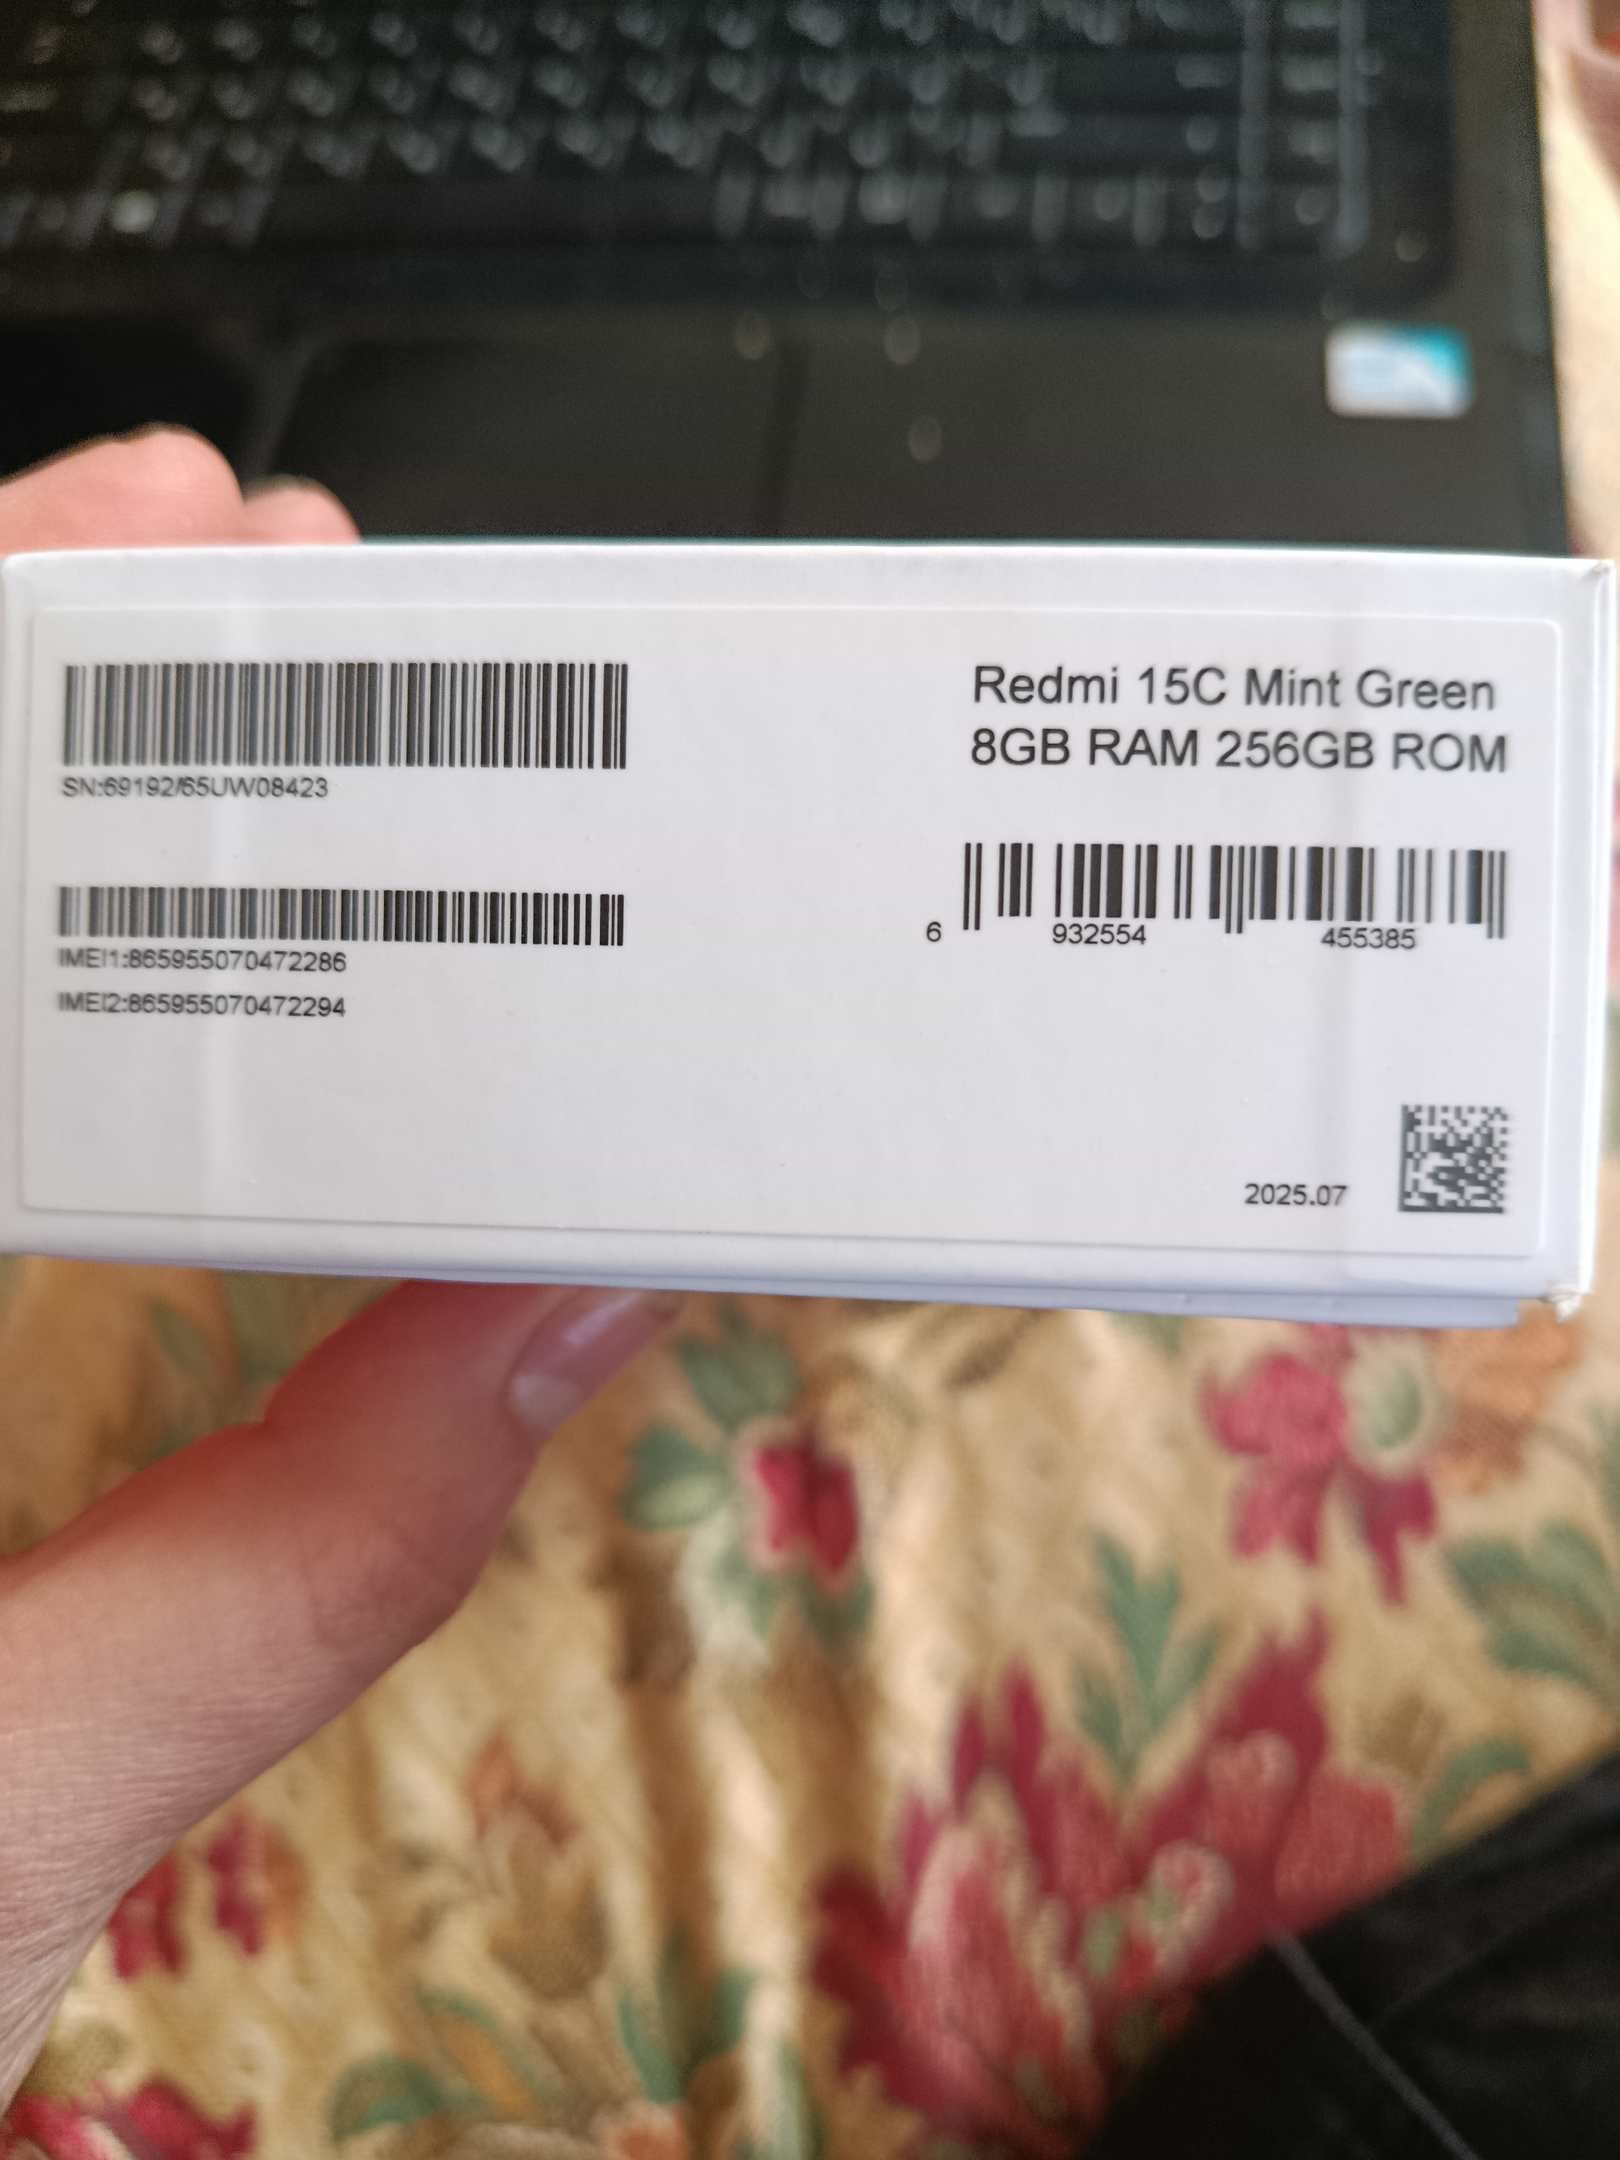 Redmi 15C Mint Green
8GB RAM 256GB ROM
SN:69192/65UW08423
6 932554 455385
IMEI1:865955070472286
IMEI2:865955070472294
2025.07